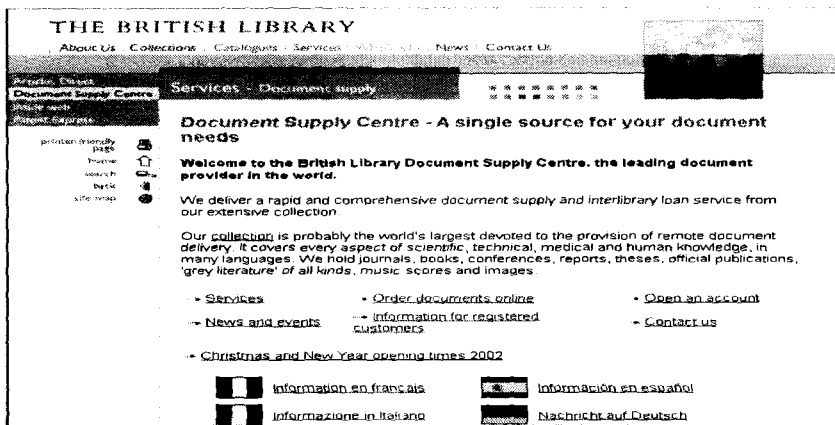 THE BRITISH LIBRARY
About Us Collections Catalogues Services News Contact Us
Articles Direct
Document Supply Centre
Patent Express
Services - Document supply
printer friendly
page
home
search
back
site map
Document Supply Centre - A single source for your document
needs
Welcome to the British Library Document Supply Centre, the leading document
provider in the world.
We deliver a rapid and comprehensive document supply and interlibrary loan service from
our extensive collection.
Our collection is probably the world's largest devoted to the provision of remote document
delivery. It covers every aspect of scientific, technical, medical and human knowledge, in
many languages. We hold journals, books, conferences, reports, theses, official publications,
'grey literature' of all kinds, music scores and images.
Services
Order documents online
Open an account
News and events
Information for registered
customers
Contact us
Christmas and New Year opening times 2002
Information en français
Información en español
Informazione in Italiano
Nachricht auf Deutsch